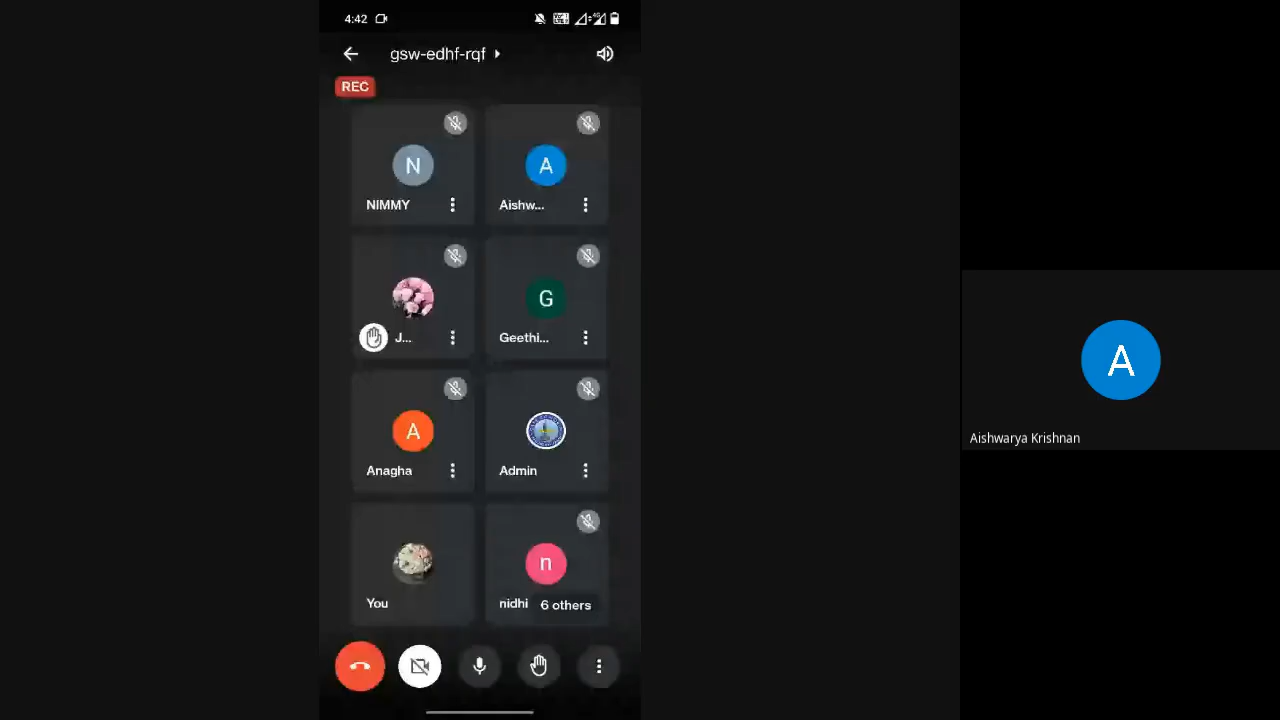 4:42
gsw-edhf-rqf
REC
N
A
NIMMY
Aishw...
G
J...
Geethi...
A
Anagha
Admin
n
You
nidhi
6 others
A
Aishwarya Krishnan